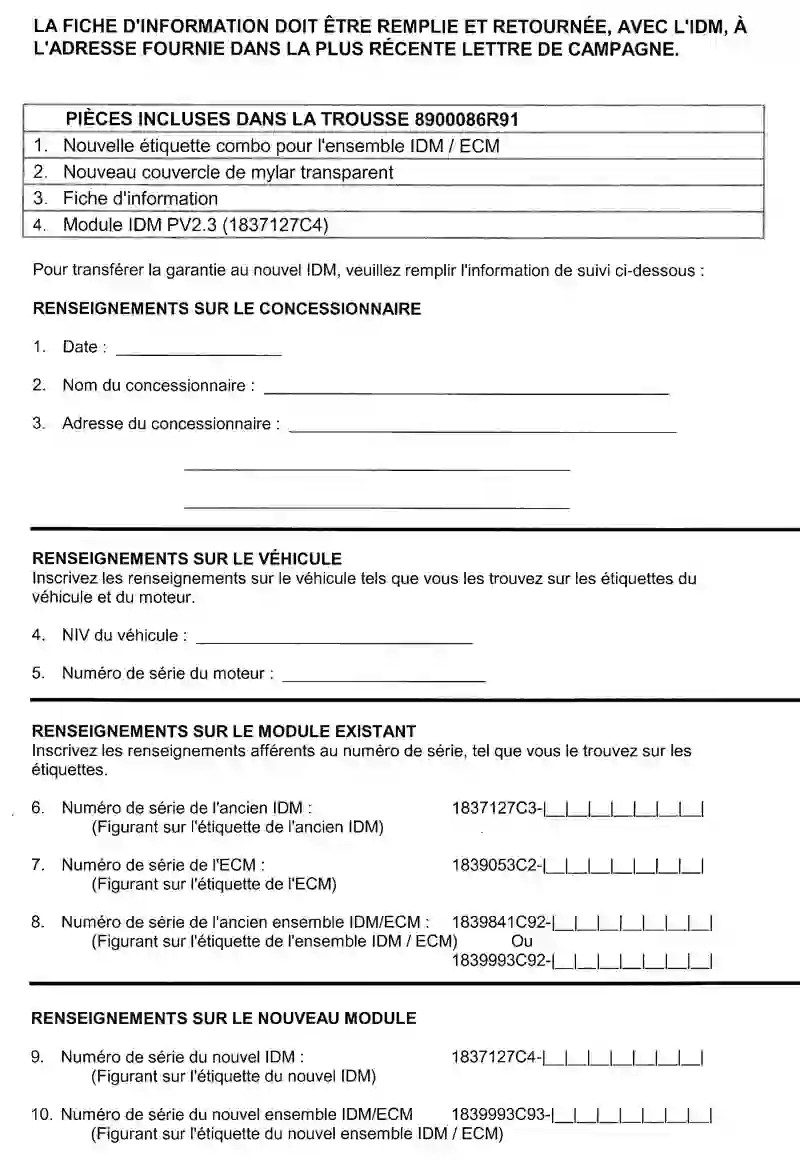 LA FICHE D'INFORMATION DOIT ÊTRE REMPLIE ET RETOURNÉE, AVEC L'IDM, À
L'ADRESSE FOURNIE DANS LA PLUS RÉCENTE LETTRE DE CAMPAGNE.
PIÈCES INCLUSES DANS LA TROUSSE 8900086R91
1. Nouvelle étiquette combo pour l'ensemble IDM / ECM
2. Nouveau couvercle de mylar transparent
3. Fiche d'information
4. Module IDM PV2.3 (1837127C4)
Pour transférer la garantie au nouvel IDM, veuillez remplir l'information de suivi ci-dessous :
RENSEIGNEMENTS SUR LE CONCESSIONNAIRE
1. Date : ___________________
2. Nom du concessionnaire : ___________________
3. Adresse du concessionnaire : ___________________
RENSEIGNEMENTS SUR LE VÉHICULE
Inscrivez les renseignements sur le véhicule tels que vous les trouvez sur les étiquettes du
véhicule et du moteur.
4. NIV du véhicule : ___________________
5. Numéro de série du moteur : ___________________
RENSEIGNEMENTS SUR LE MODULE EXISTANT
Inscrivez les renseignements afférents au numéro de série, tel que vous le trouvez sur les
étiquettes.
6. Numéro de série de l'ancien IDM : 1837127C3-|__|__|__|__|__|__|__|
(Figurant sur l'étiquette de l'ancien IDM)
7. Numéro de série de l'ECM : 1839053C2-|__|__|__|__|__|__|__|
(Figurant sur l'étiquette de l'ECM)
8. Numéro de série de l'ancien ensemble IDM/ECM : 1839841C92-|__|__|__|__|__|__|__|
(Figurant sur l'étiquette de l'ensemble IDM / ECM) Ou
1839993C92-|__|__|__|__|__|__|__|
RENSEIGNEMENTS SUR LE NOUVEAU MODULE
9. Numéro de série du nouvel IDM : 1837127C4-|__|__|__|__|__|__|__|
(Figurant sur l'étiquette du nouvel IDM)
10. Numéro de série du nouvel ensemble IDM/ECM 1839993C93-|__|__|__|__|__|__|__|
(Figurant sur l'étiquette du nouvel ensemble IDM / ECM)